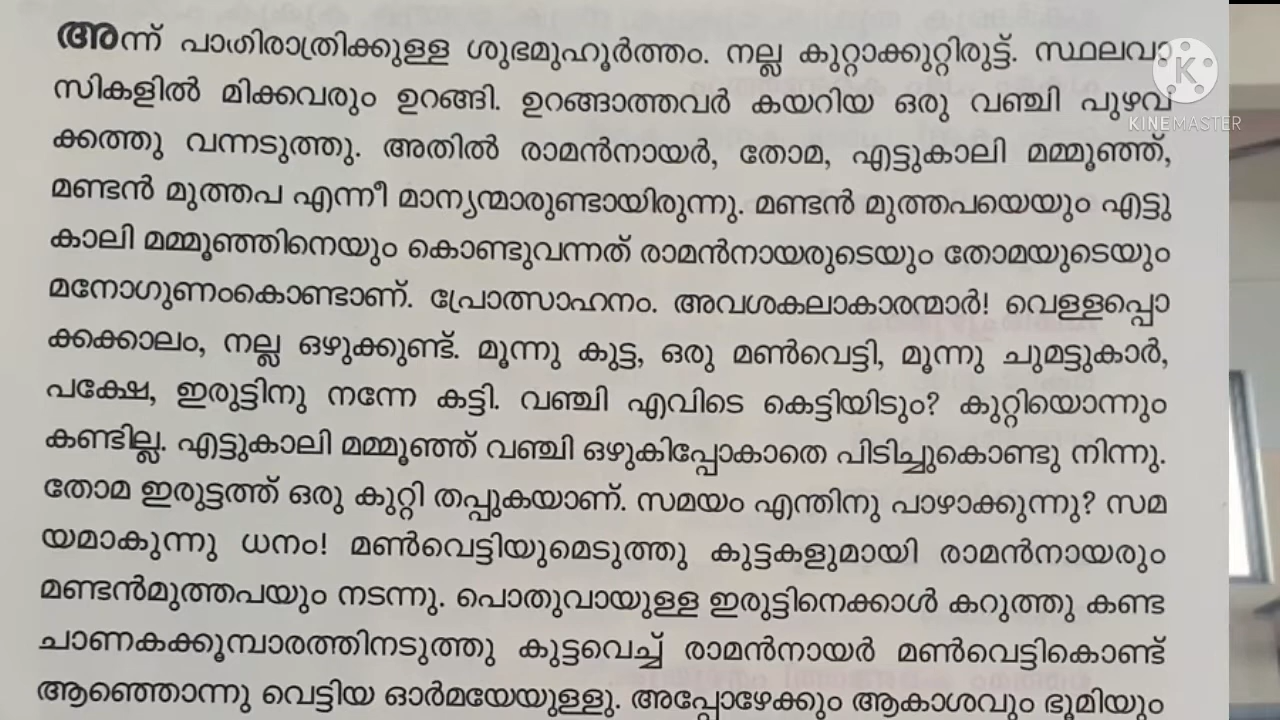 അന്ന് പാതിരാത്രിക്കുള്ള ശുഭമുഹൂർത്തം. നല്ല കുറ്റാക്കുറ്റിരുട്ട്. സ്ഥലവാ
സികളിൽ മിക്കവരും ഉറങ്ങി. ഉറങ്ങാത്തവർ കയറിയ ഒരു വഞ്ചി പുഴവ
ക്കത്തു വന്നടുത്തു. അതിൽ രാമൻനായർ, തോമ, എട്ടുകാലി മമ്മൂഞ്ഞ്,
മണ്ടൻ മുത്തപ എന്നീ മാന്യന്മാരുണ്ടായിരുന്നു. മണ്ടൻ മുത്തപയെയും എട്ടു
കാലി മമ്മൂഞ്ഞിനെയും കൊണ്ടുവന്നത് രാമൻനായരുടെയും തോമയുടെയും
മനോഗുണംകൊണ്ടാണ്. പ്രോത്സാഹനം. അവശകലാകാരന്മാർ! വെള്ളപ്പൊ
ക്കക്കാലം, നല്ല ഒഴുക്കുണ്ട്. മൂന്നു കുട്ട, ഒരു മൺവെട്ടി, മൂന്നു ചുമട്ടുകാർ,
പക്ഷേ, ഇരുട്ടിനു നന്നേ കട്ടി. വഞ്ചി എവിടെ കെട്ടിയിടും? കുറ്റിയൊന്നും
കണ്ടില്ല. എട്ടുകാലി മമ്മൂഞ്ഞ് വഞ്ചി ഒഴുകിപ്പോകാതെ പിടിച്ചുകൊണ്ടു നിന്നു.
തോമ ഇരുട്ടത്ത് ഒരു കുറ്റി തപ്പുകയാണ്. സമയം എന്തിനു പാഴാക്കുന്നു? സമ
യമാകുന്നു ധനം! മൺവെട്ടിയുമെടുത്തു കുട്ടകളുമായി രാമൻനായരും
മണ്ടൻമുത്തപയും നടന്നു. പൊതുവായുള്ള ഇരുട്ടിനെക്കാൾ കറുത്തു കണ്ട
ചാണകക്കൂമ്പാരത്തിനടുത്തു കുട്ടവെച്ച് രാമൻനായർ മൺവെട്ടികൊണ്ട്
ആഞ്ഞൊന്നു വെട്ടിയ ഓർമയേയുള്ളു. അപ്പോഴേക്കും ആകാശവും ഭൂമിയും
K
KINEMASTER